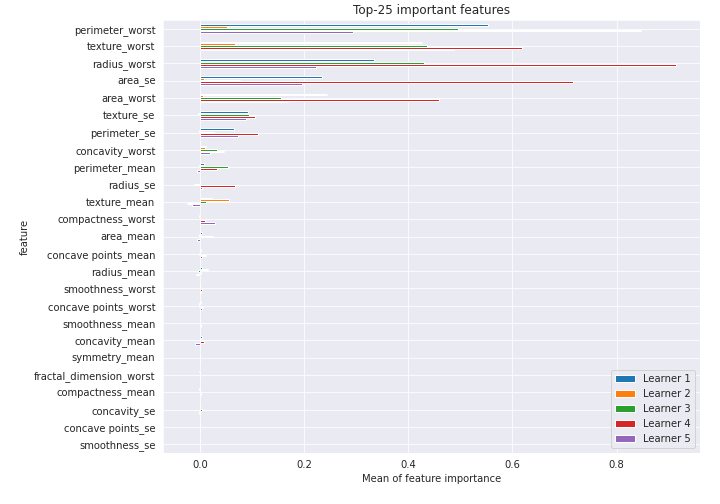 Top-25 important features
perimeter_worst
texture_worst
radius_worst
area_se
area_worst
texture_se
perimeter_se
concavity_worst
perimeter_mean
radius_se
texture_mean
compactness_worst
area_mean
concave points_mean
radius_mean
smoothness_worst
concave points_worst
smoothness_mean
concavity_mean
symmetry_mean
fractal_dimension_worst
compactness_mean
concavity_se
concave points_se
smoothness_se
feature
Learner 1
Learner 2
Learner 3
Learner 4
Learner 5
0.0 0.2 0.4 0.6 0.8
Mean of feature importance